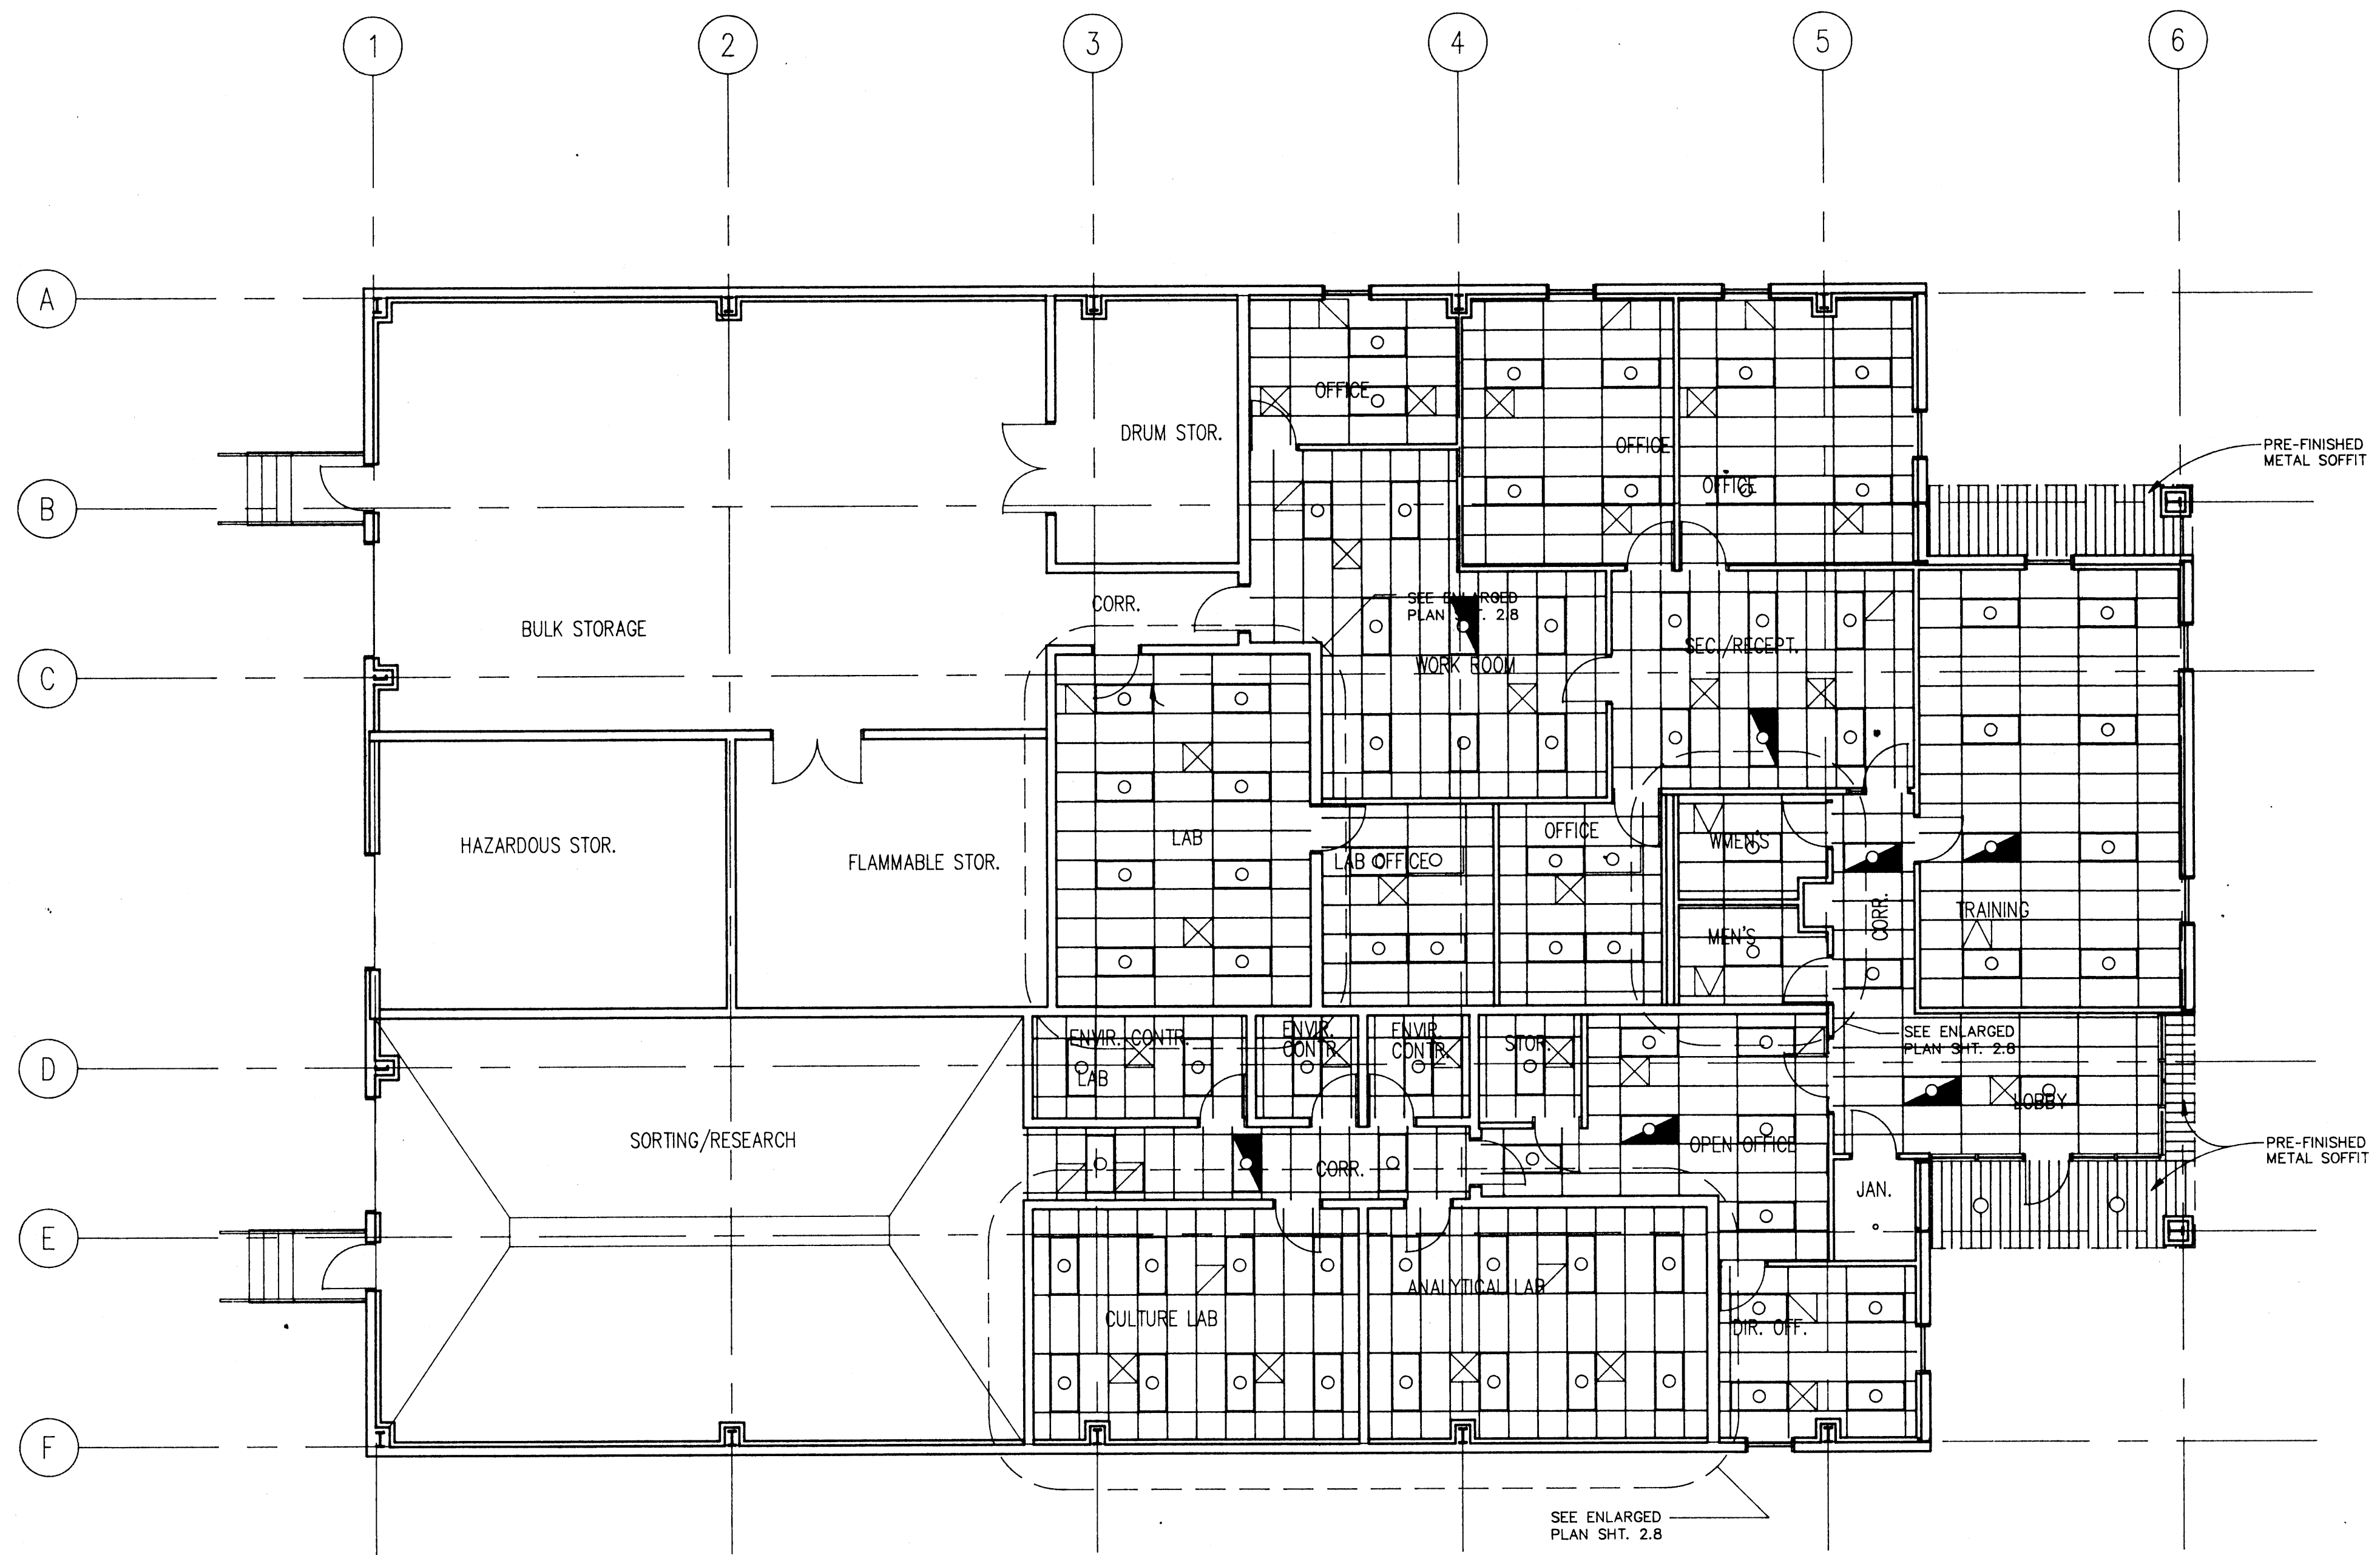 1
2
3
4
5
6
A
OFFICE
DRUM STOR.
OFFICE
PRE-FINISHED
METAL SOFFIT
OFFICE
B
CORR.
SEE ENLARGED
PLAN SHT. 2.8
BULK STORAGE
SEC./RECEPT.
WORK ROOM
C
HAZARDOUS STOR.
FLAMMABLE STOR.
LAB
LAB OFFICE
OFFICE
WMEN'S
CORR.
TRAINING
MEN'S
ENVIR. CONTR.
LAB
ENVIR.
CONTR.
ENVIR.
CONTR.
STOR.
SEE ENLARGED
PLAN SHT. 2.8
D
LOBBY
SORTING/RESEARCH
OPEN OFFICE
PRE-FINISHED
METAL SOFFIT
CORR.
JAN.
E
ANALYTICAL LAB
CULTURE LAB
DIR. OFF.
F
SEE ENLARGED
PLAN SHT. 2.8